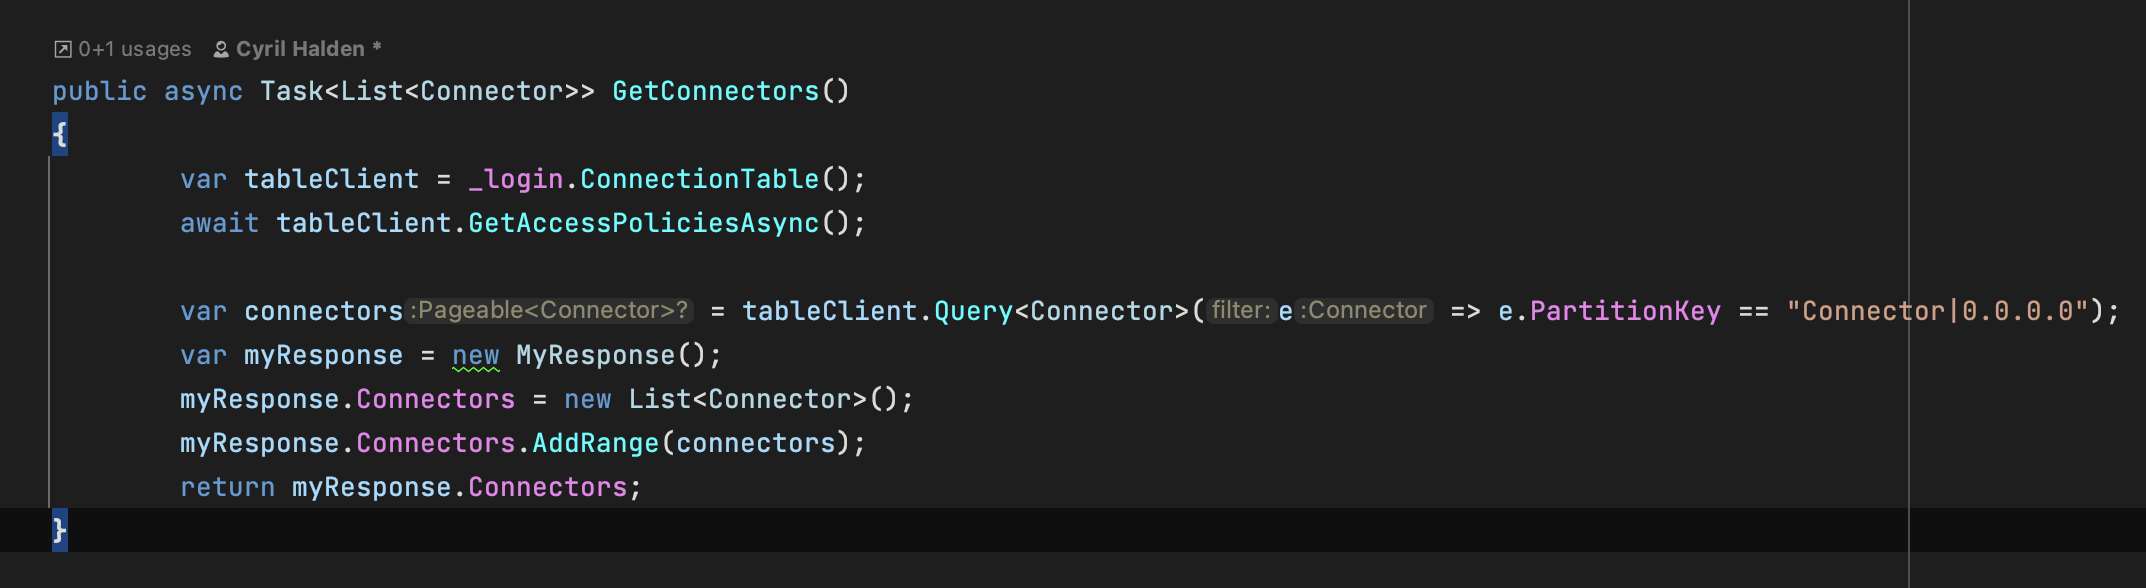 0+1 usages Cyril Halden *
public async Task<List<Connector>> GetConnectors()
{
var tableClient = _login.ConnectionTable();
await tableClient.GetAccessPoliciesAsync();
var connectors :Pageable<Connector>? = tableClient.Query<Connector>( filter: e :Connector => e.PartitionKey == "Connector|0.0.0.0");
var myResponse = new MyResponse();
myResponse.Connectors = new List<Connector>();
myResponse.Connectors.AddRange(connectors);
return myResponse.Connectors;
}